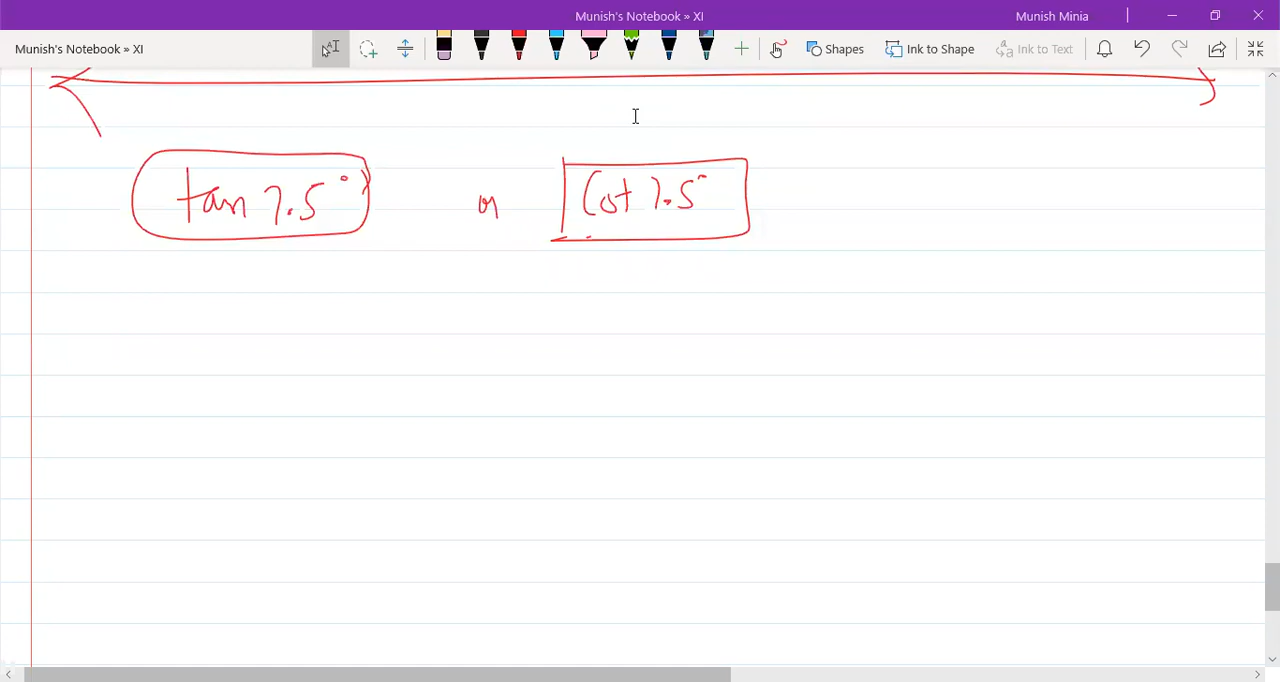 Munish's Notebook » XI
Munish Minia
Munish's Notebook » XI
Shapes
Ink to Shape
Ink to Text
tan 7.5° or Cot 7.5°